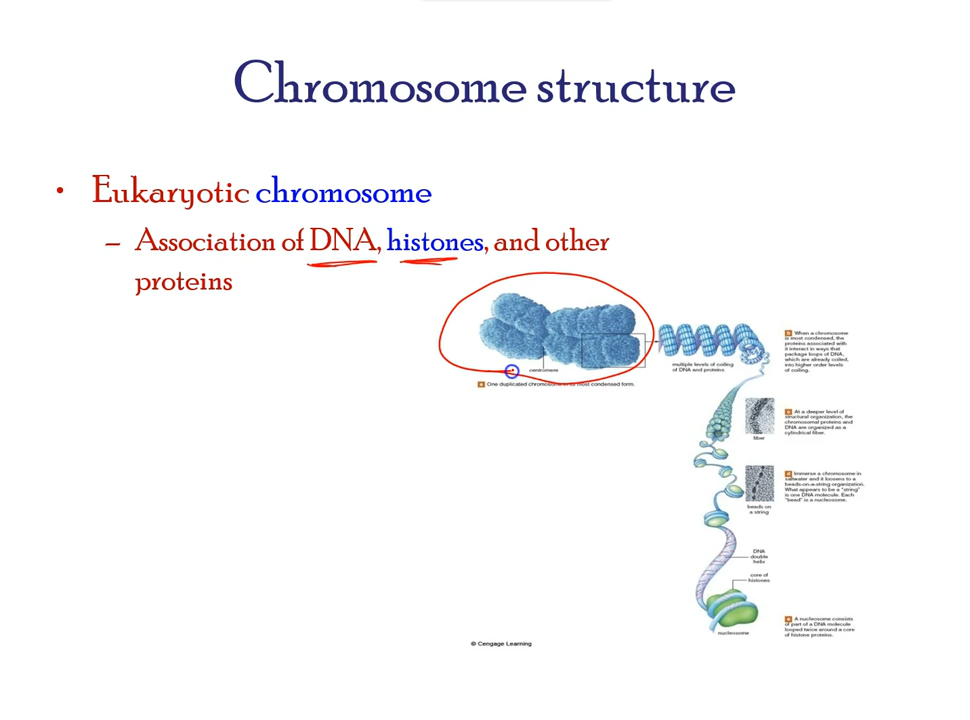 Chromosome structure
• Eukaryotic chromosome
– Association of DNA, histones, and other
proteins
centromere
a One duplicated chromosome in its most condensed form.
multiple levels of coiling
of DNA and proteins
b When a chromosome
is most condensed, the
proteins associated with
it interact in ways that
package loops of DNA,
which are already coiled,
into higher order levels
of coiling.
fiber
c At a deeper level of
structural organization, the
chromosomal proteins and
DNA are organized as a
cylindrical fiber.
beads on
a string
d Immerse a chromosome in
saltwater and it loosens to a
beads-on-a-string organization.
What appears to be a “string”
is one DNA molecule. Each
“bead” is a nucleosome.
DNA
double
helix
core of
histones
nucleosome
e A nucleosome consists
of part of a DNA molecule
looped twice around a core
of histone proteins.
© Cengage Learning